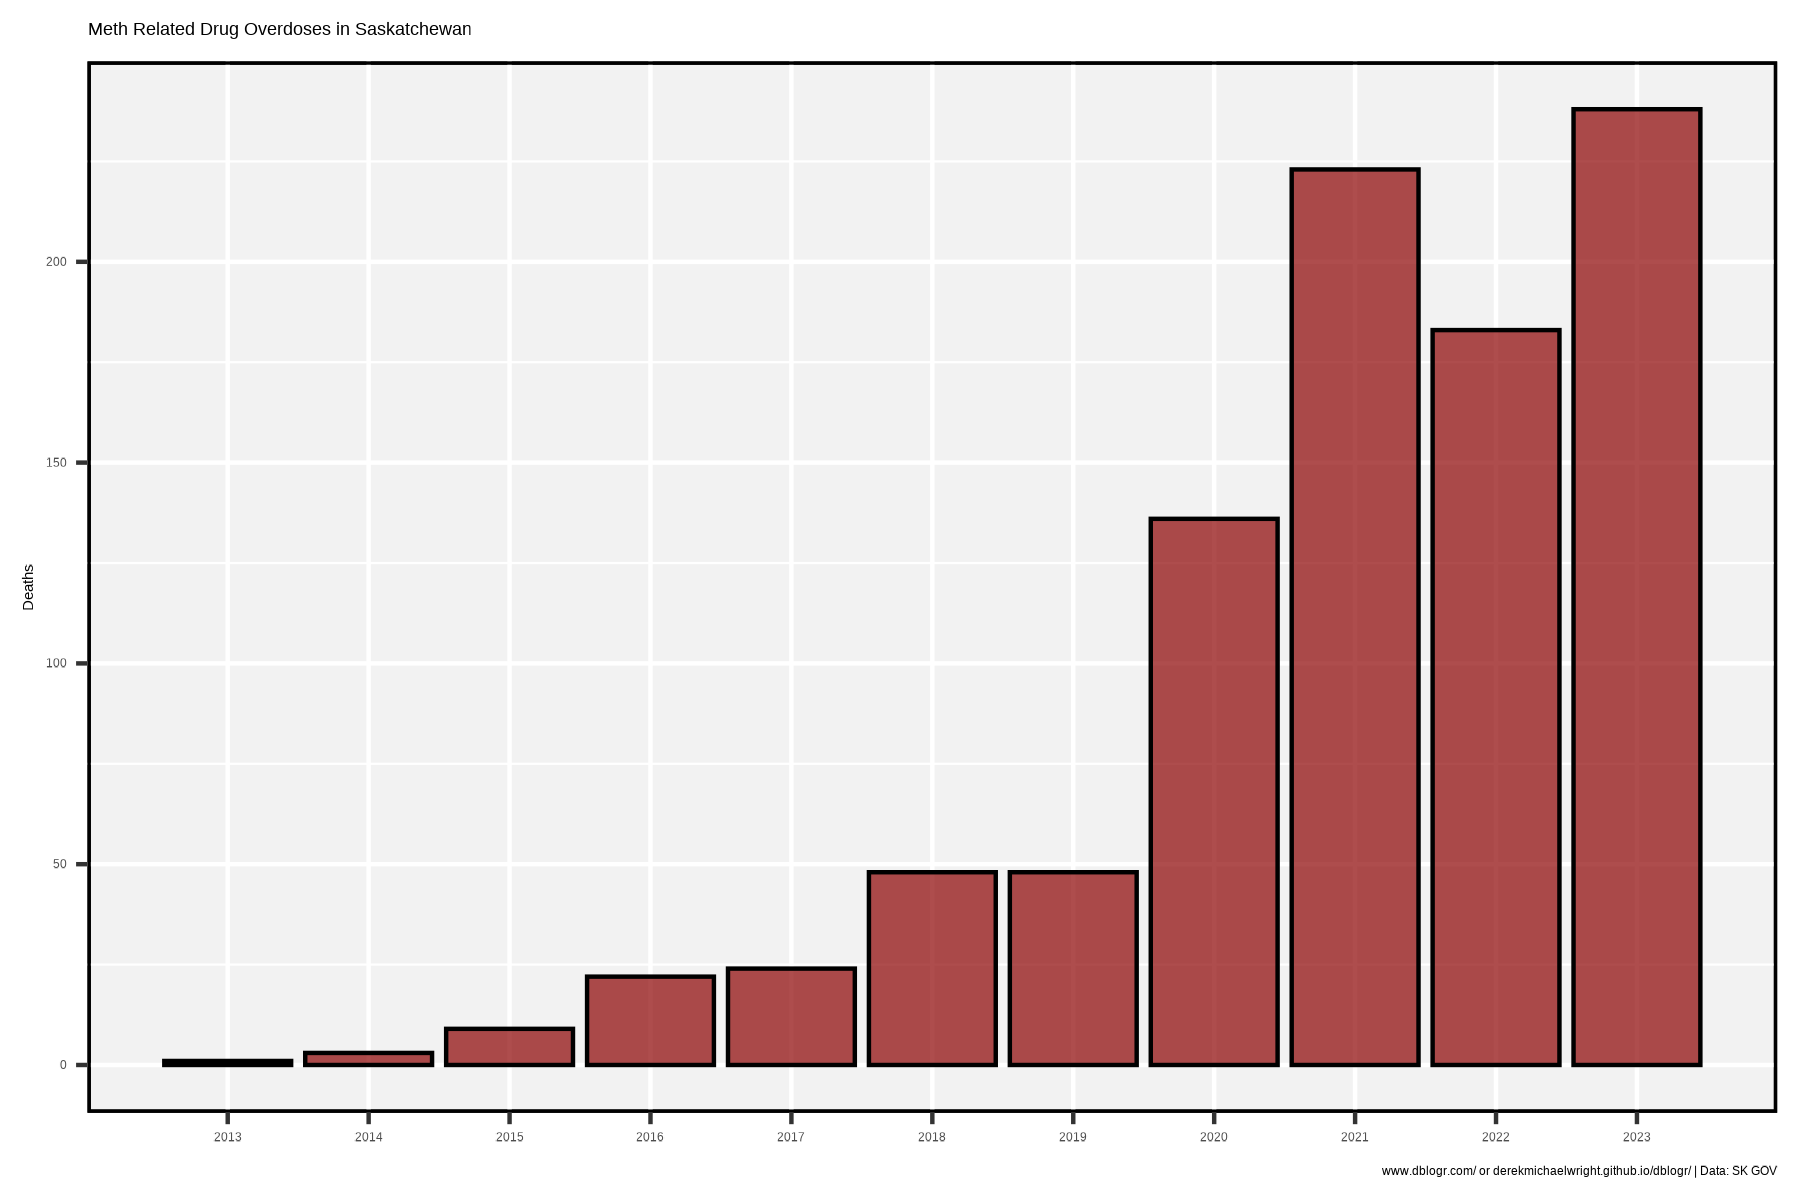 Meth Related Drug Overdoses in Saskatchewan
Deaths
200
150
100
50
0
2013 2014 2015 2016 2017 2018 2019 2020 2021 2022 2023
www.dblogr.com/ or derekmichaelwright.github.io/dblogr/ | Data: SK GOV